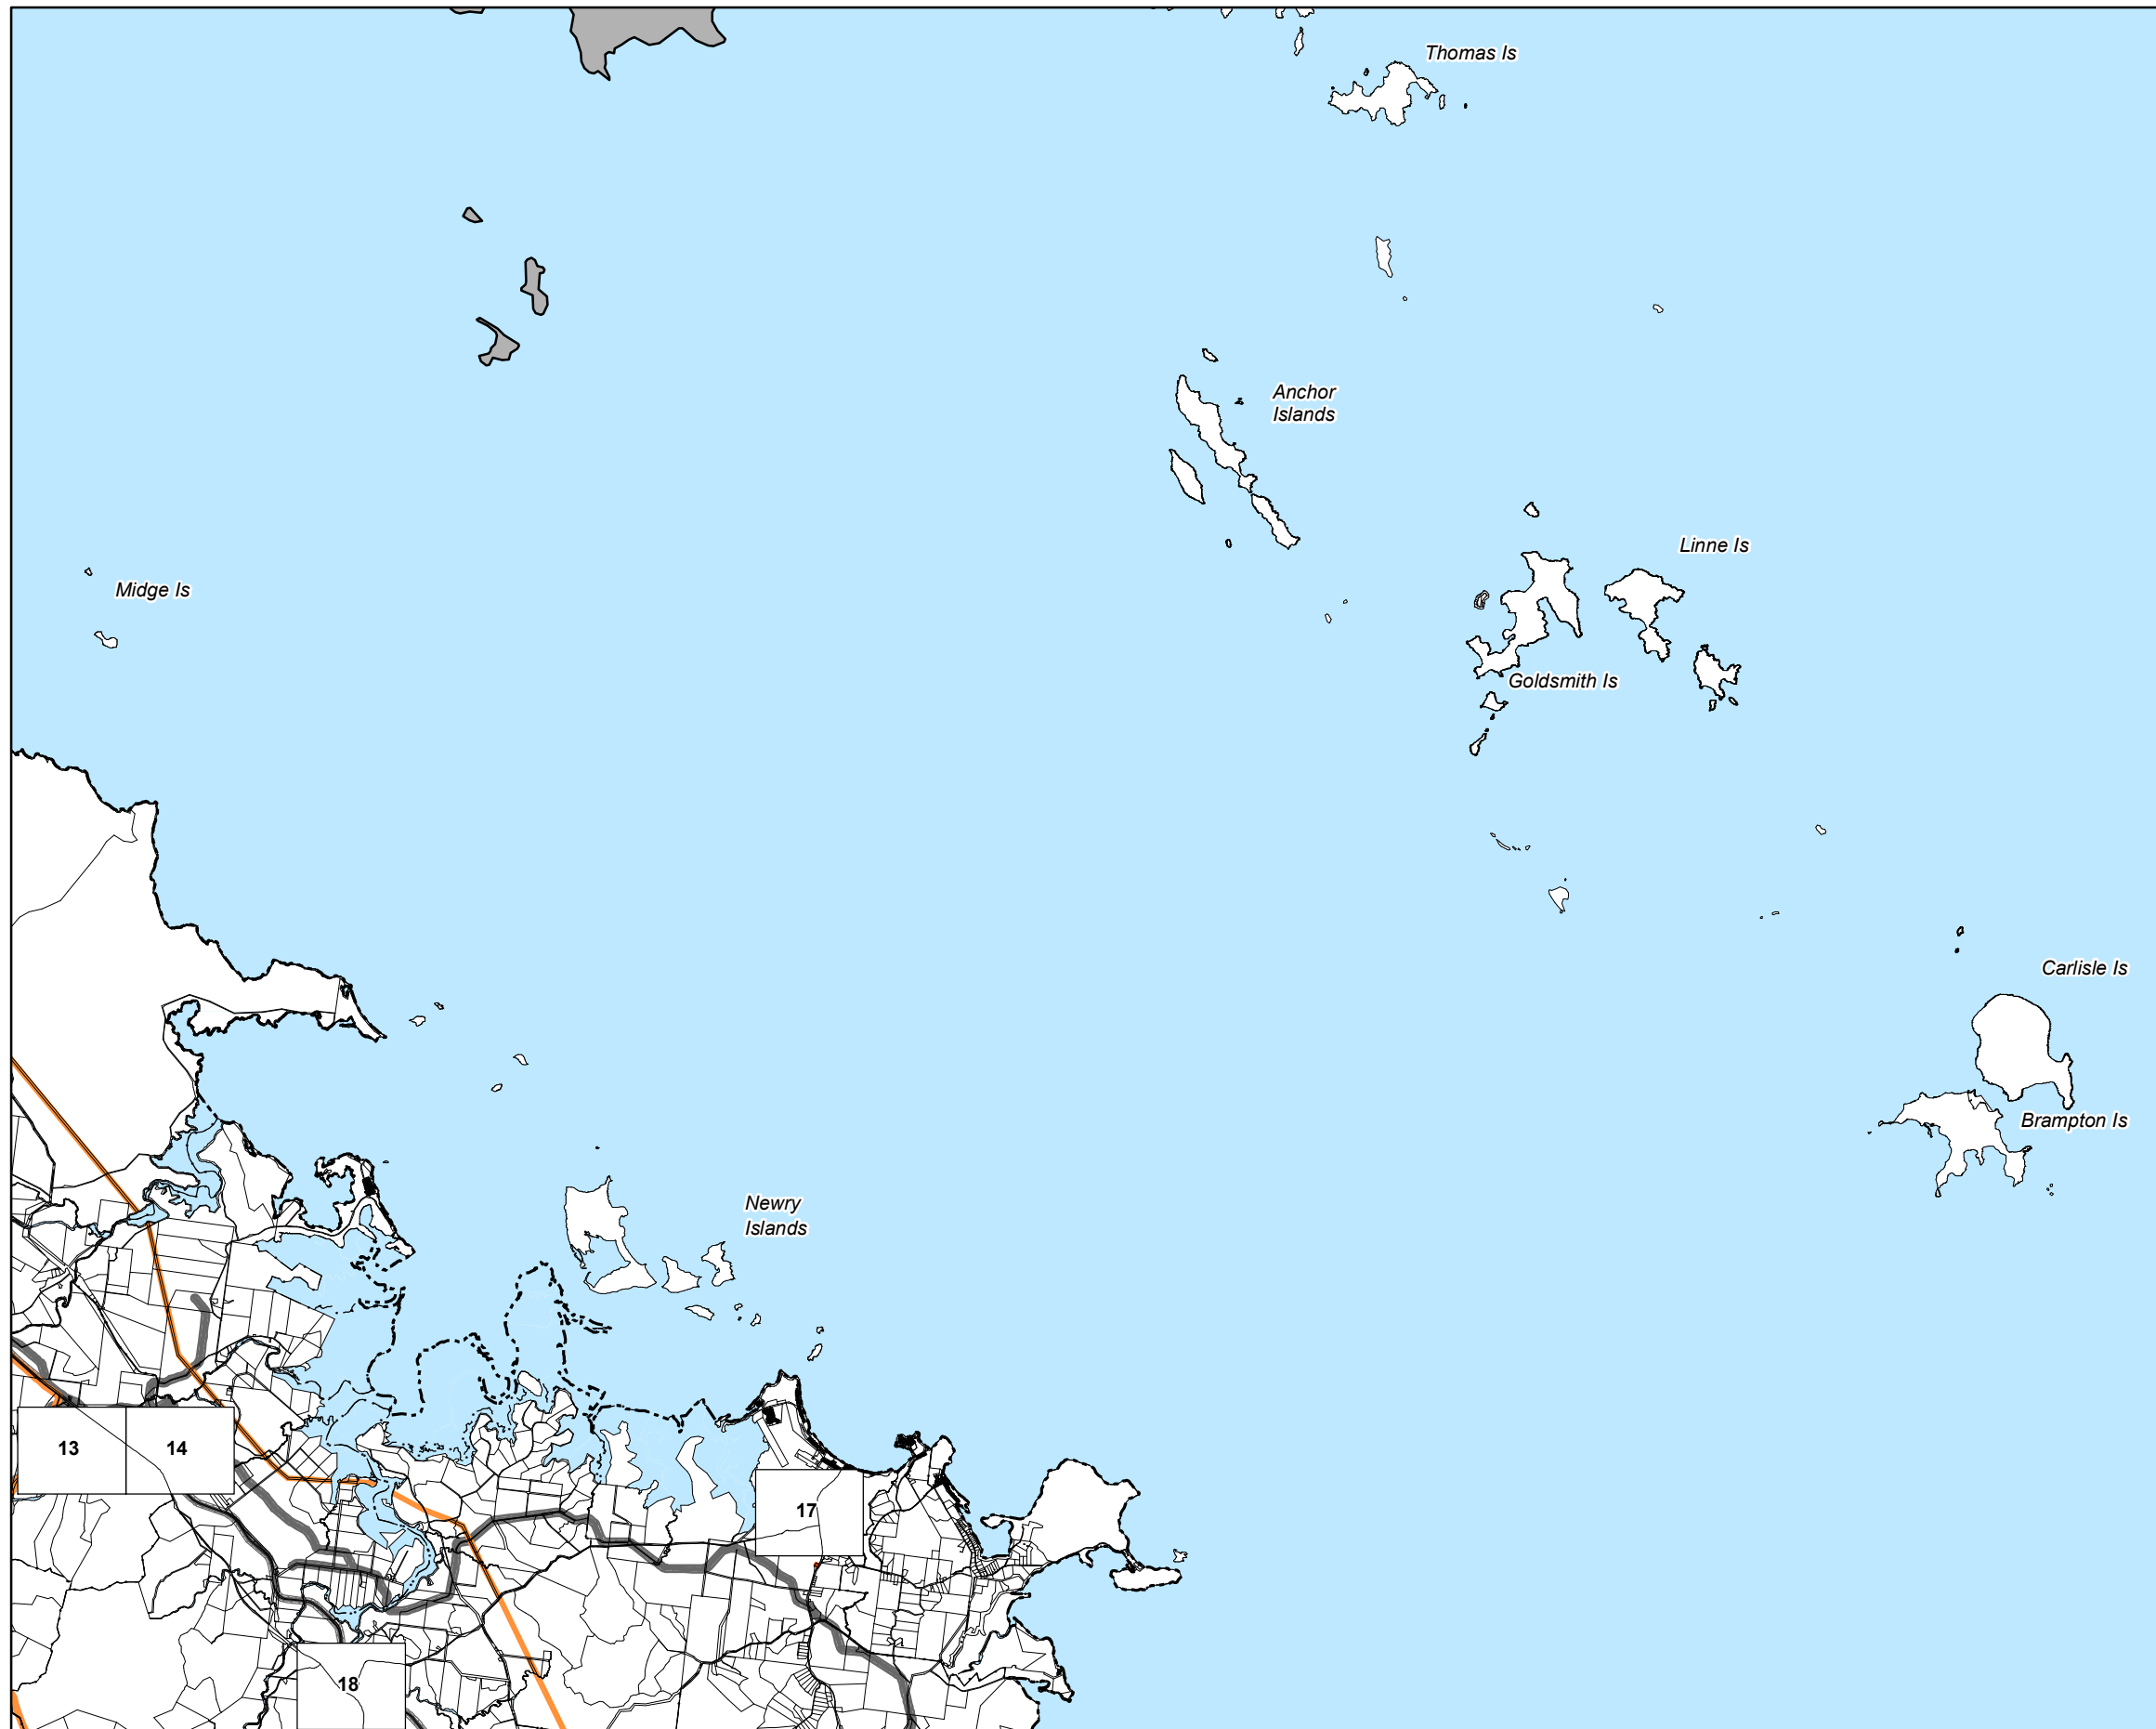 Thomas Is
Anchor
Islands
Linne Is
Midge Is
Goldsmith Is
Carlisle Is
Brampton Is
Newry
Islands
13
14
17
18